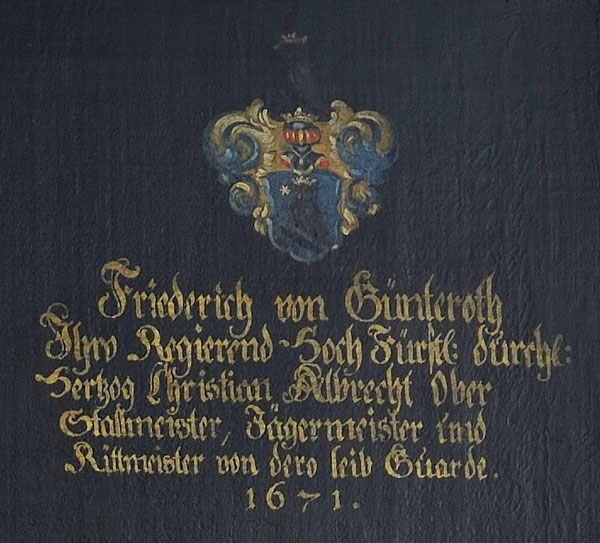 Friederich von Günteroth
Ihro Regierend Hoch Fürstl: durchl:
Hertzog Christian Albrecht Ober
Stallmeister, Jägermeister und
Rittmeister von dero leib Guarde.
1671.